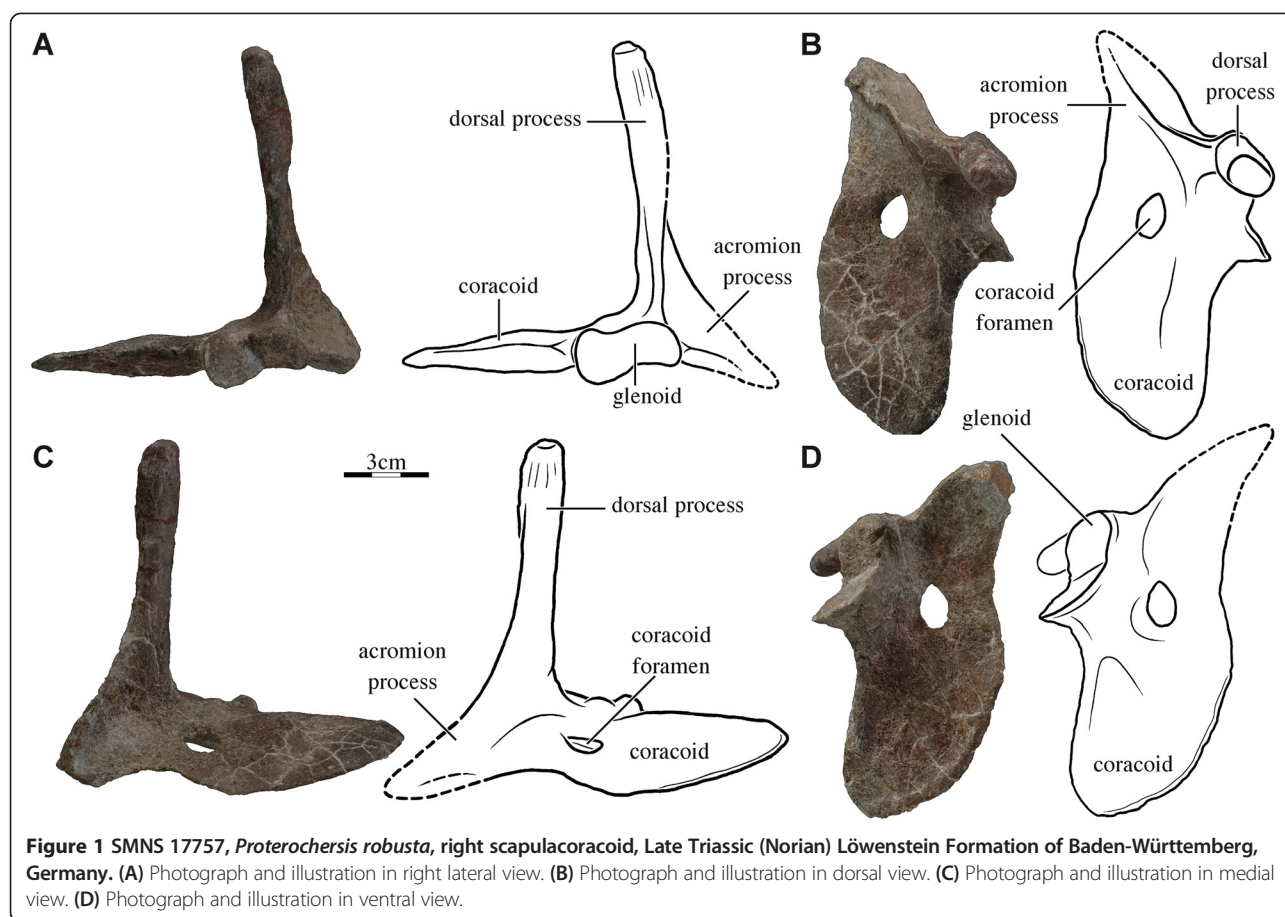 A
dorsal process
acromion
process
coracoid
glenoid
B
acromion
process
dorsal
process
coracoid
foramen
coracoid
C
3cm
dorsal process
acromion
process
coracoid
foramen
coracoid
D
glenoid
coracoid
Figure 1 SMNS 17757, Proterochersis robusta, right scapulacoracoid, Late Triassic (Norian) Löwenstein Formation of Baden-Württemberg,
Germany. (A) Photograph and illustration in right lateral view. (B) Photograph and illustration in dorsal view. (C) Photograph and illustration in medial
view. (D) Photograph and illustration in ventral view.